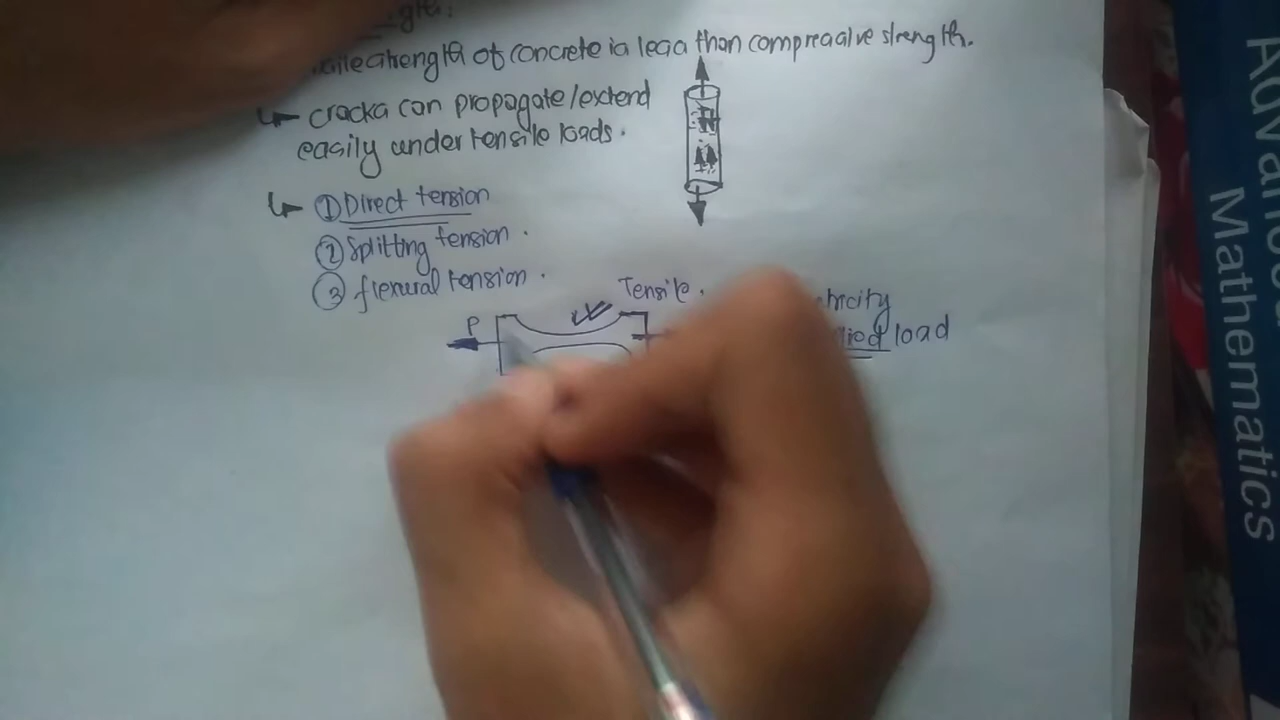 strength of concrete is less than compressive strength.
↳ cracks can propagate/extend
easily under tensile loads.
↳ ① Direct tension
② Splitting tension.
③ flexural tension.
Tensile.
P
load
Advanced
Mathematics